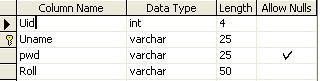 Column Name Data Type Length Allow Nulls
Uid int 4
Uname varchar 25
pwd varchar 25
Roll varchar 50